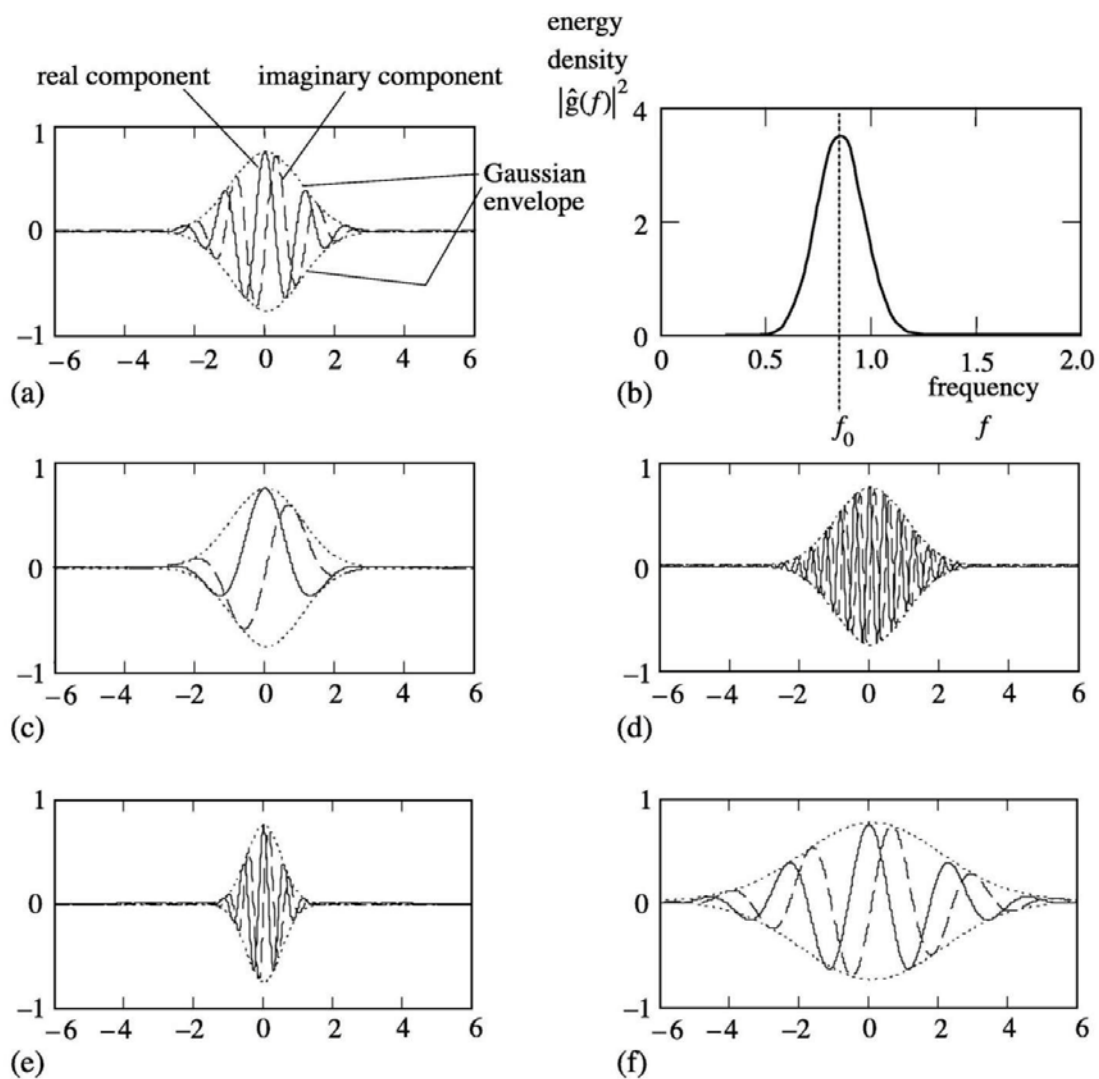 energy
density
|ĝ(f)|²
real component
imaginary component
Gaussian
envelope
1
0
−1
−6 −4 −2 0 2 4 6
(a)
4
2
0
0 0.5 1.0 1.5 2.0
frequency
f
f₀
(b)
1
0
−1
−6 −4 −2 0 2 4 6
(c)
1
0
−1
−6 −4 −2 0 2 4 6
(d)
1
0
−1
−6 −4 −2 0 2 4 6
(e)
1
0
−1
−6 −4 −2 0 2 4 6
(f)